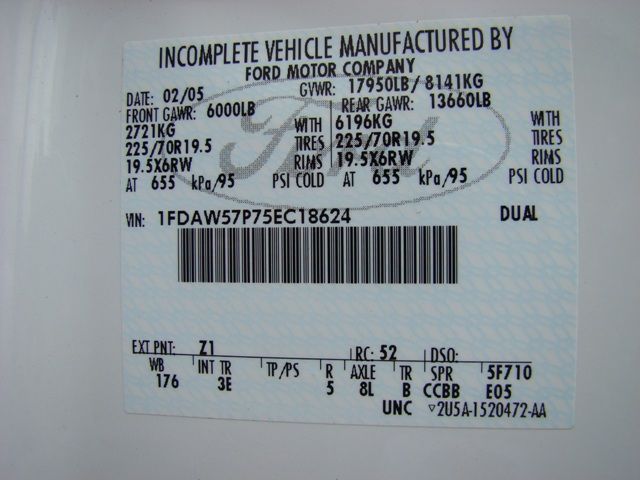 INCOMPLETE VEHICLE MANUFACTURED BY
FORD MOTOR COMPANY
DATE: 02/05 GVWR: 17950LB/ 8141KG
FRONT GAWR: 6000LB REAR GAWR: 13660LB
2721KG WITH 6196KG WITH
225/70R19.5 TIRES 225/70R19.5 TIRES
19.5X6RW RIMS 19.5X6RW RIMS
AT 655 kPa/95 PSI COLD AT 655 kPa/95 PSI COLD
VIN: 1FDAW57P75EC18624 DUAL
Ford
EXT PNT: Z1 RC: 52 DSO:
WB INT TR TP/PS R AXLE TR SPR 5F710
176 3E 5 8L B CCBB E05
UNC ▽2U5A-1520472-AA